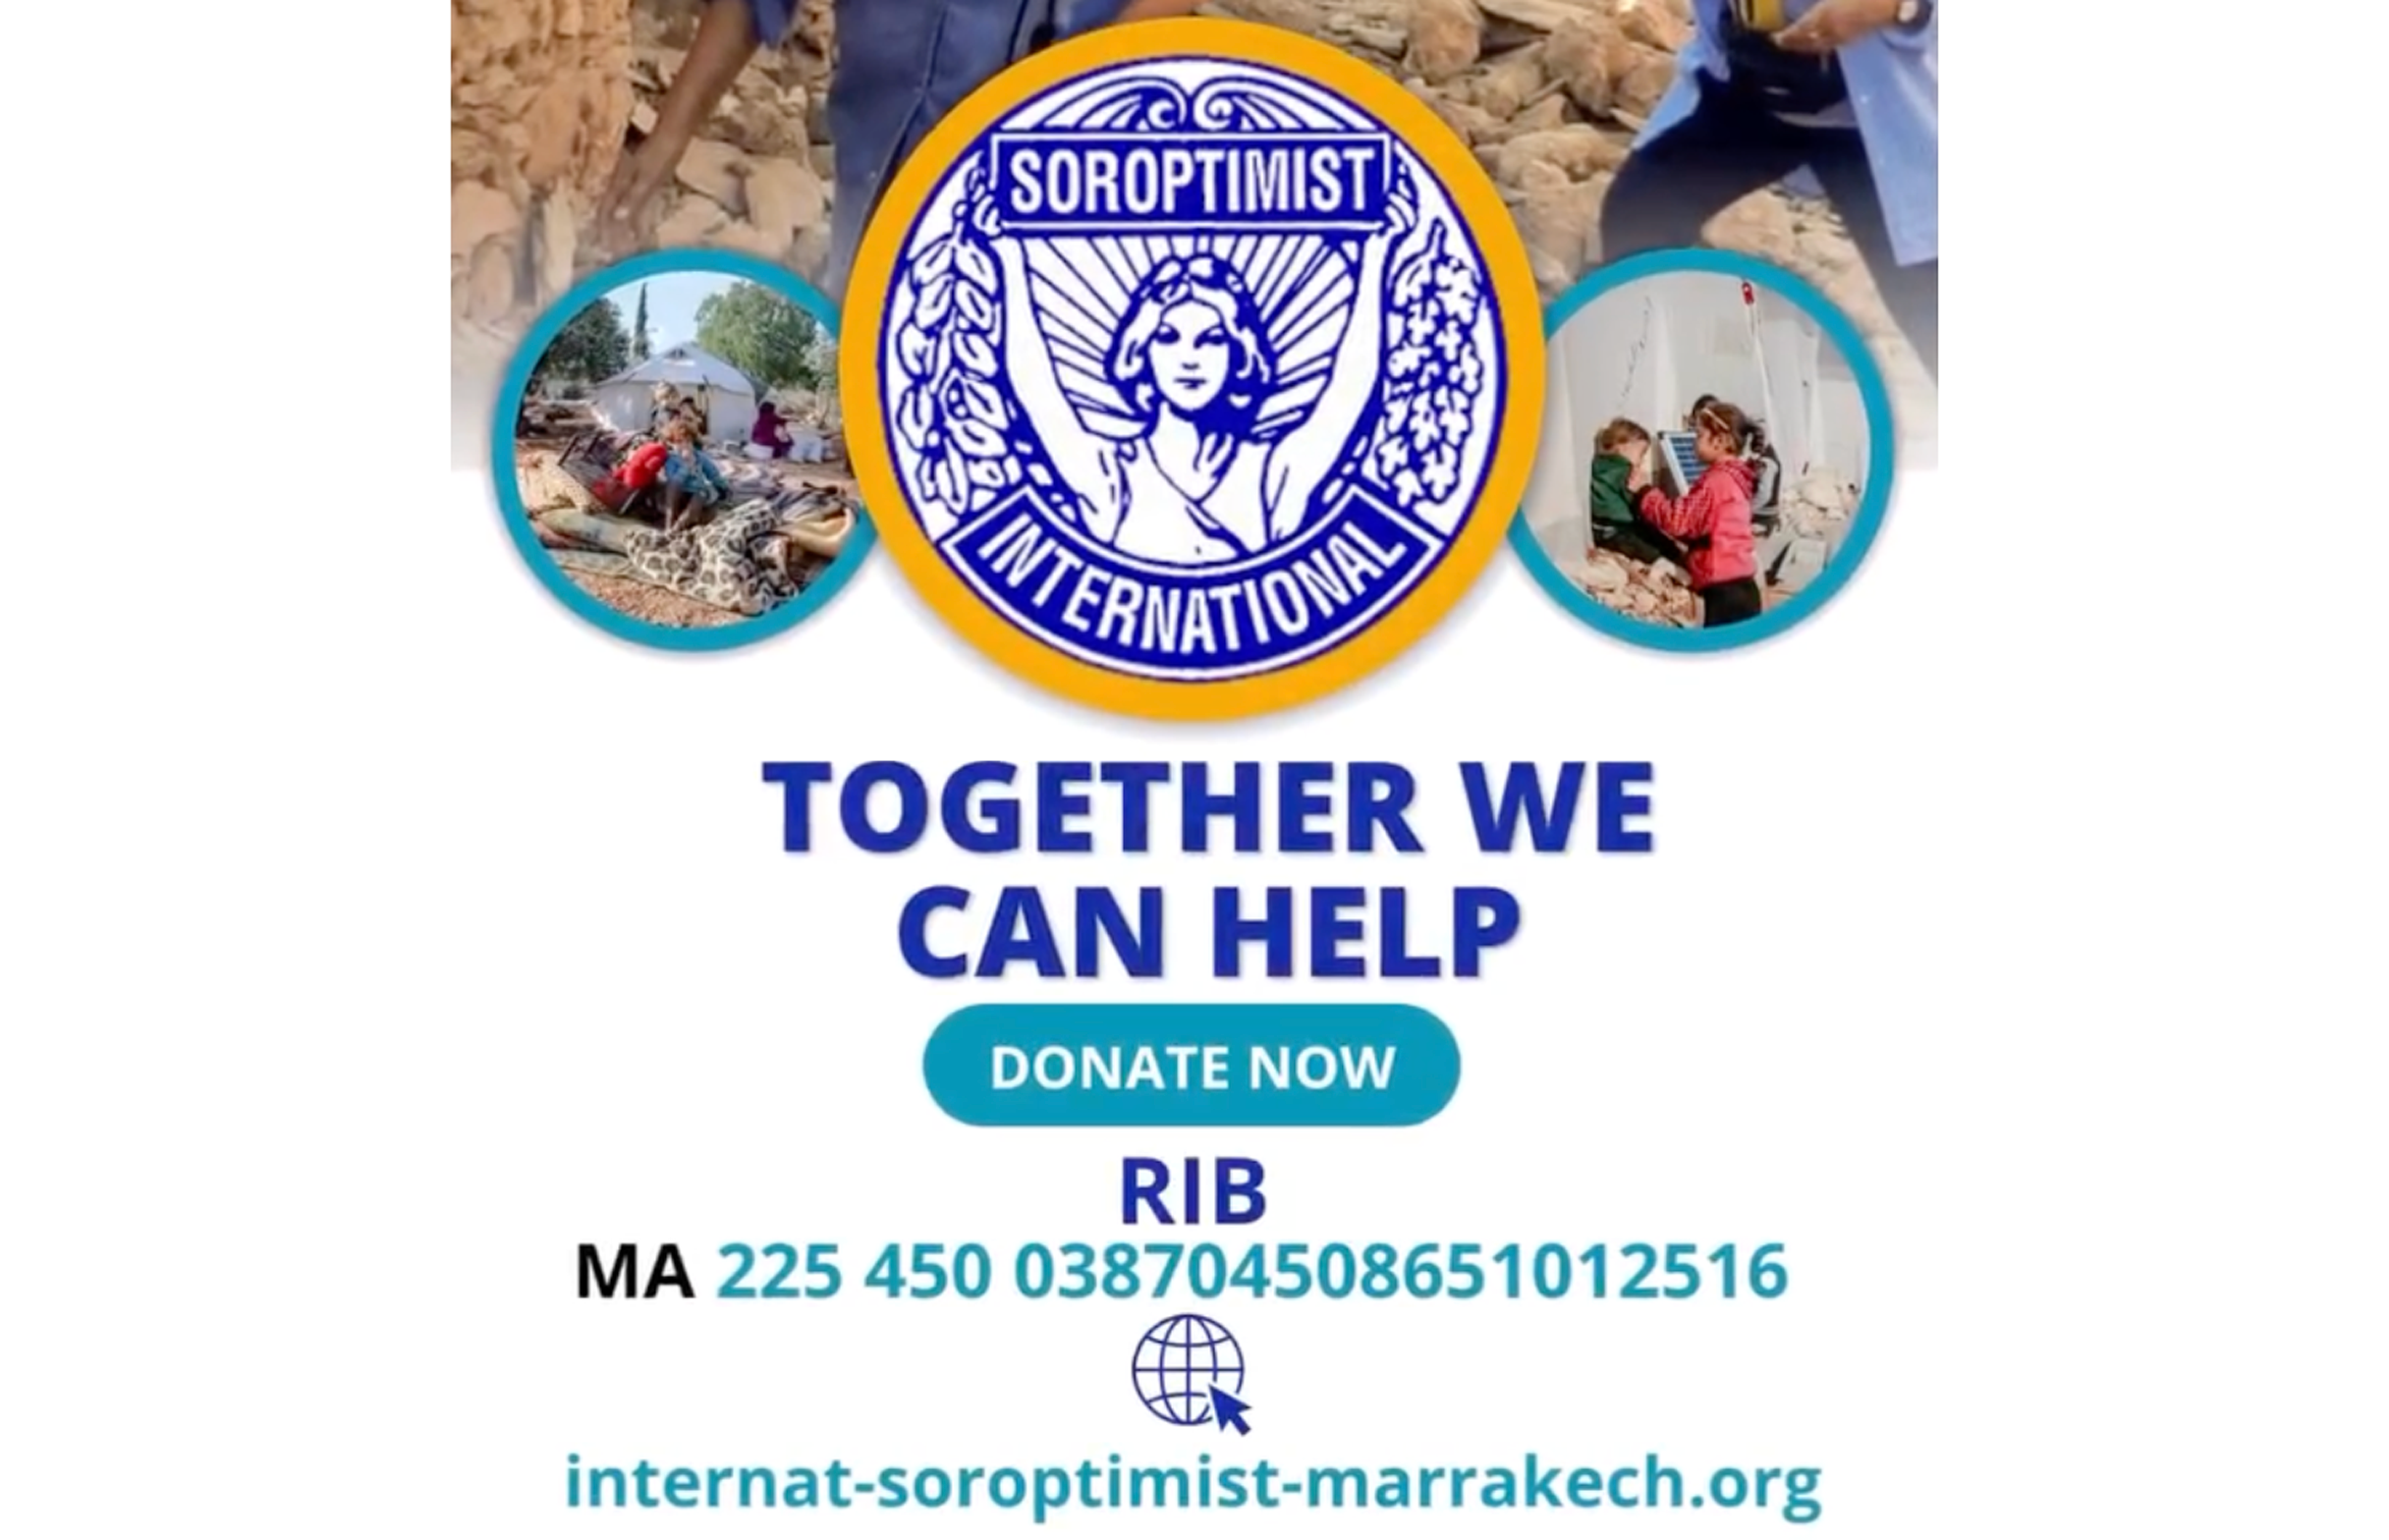 SOROPTIMIST
INTERNATIONAL
TOGETHER WE
CAN HELP
DONATE NOW
RIB
MA 225 450 038704508651012516
internat-soroptimist-marrakech.org